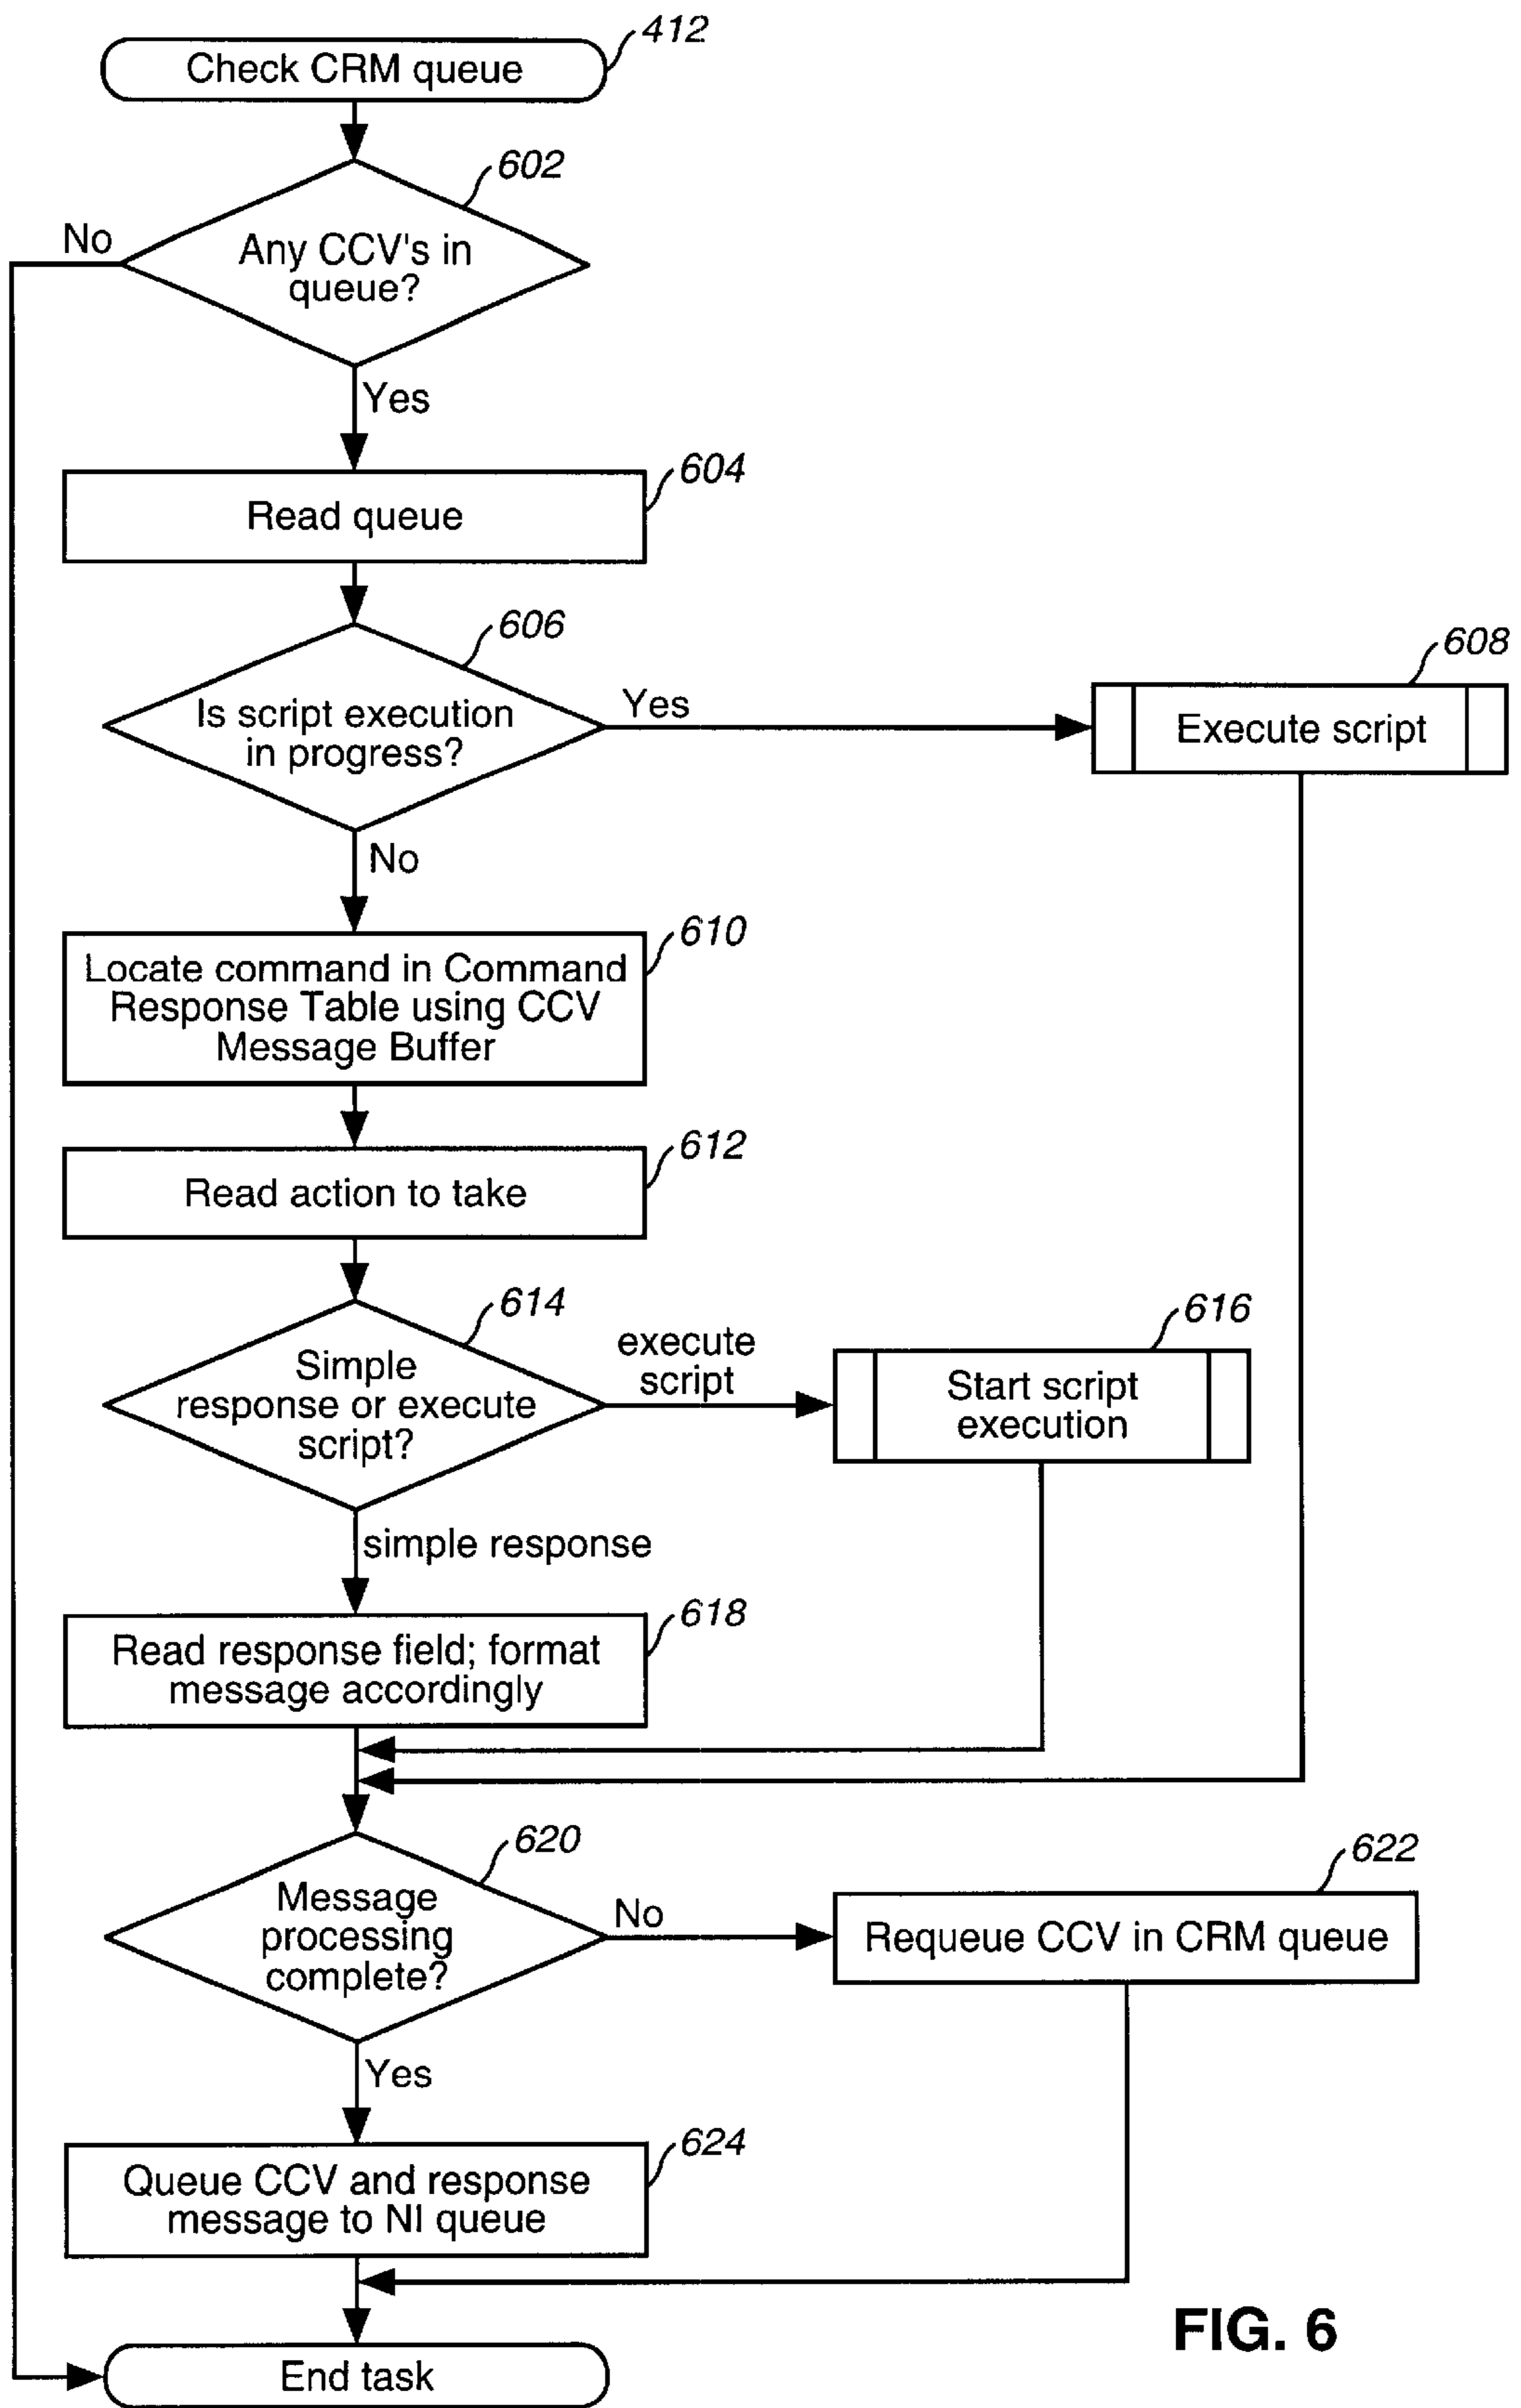 412
Check CRM queue
602
No
Any CCV's in
queue?
Yes
604
Read queue
606
608
Is script execution
in progress?
Yes
Execute script
No
610
Locate command in Command
Response Table using CCV
Message Buffer
612
Read action to take
614
616
Simple
response or execute
script?
execute
script
Start script
execution
simple response
618
Read response field; format
message accordingly
620
622
Message
processing
complete?
No
Requeue CCV in CRM queue
Yes
624
Queue CCV and response
message to NI queue
FIG. 6
End task